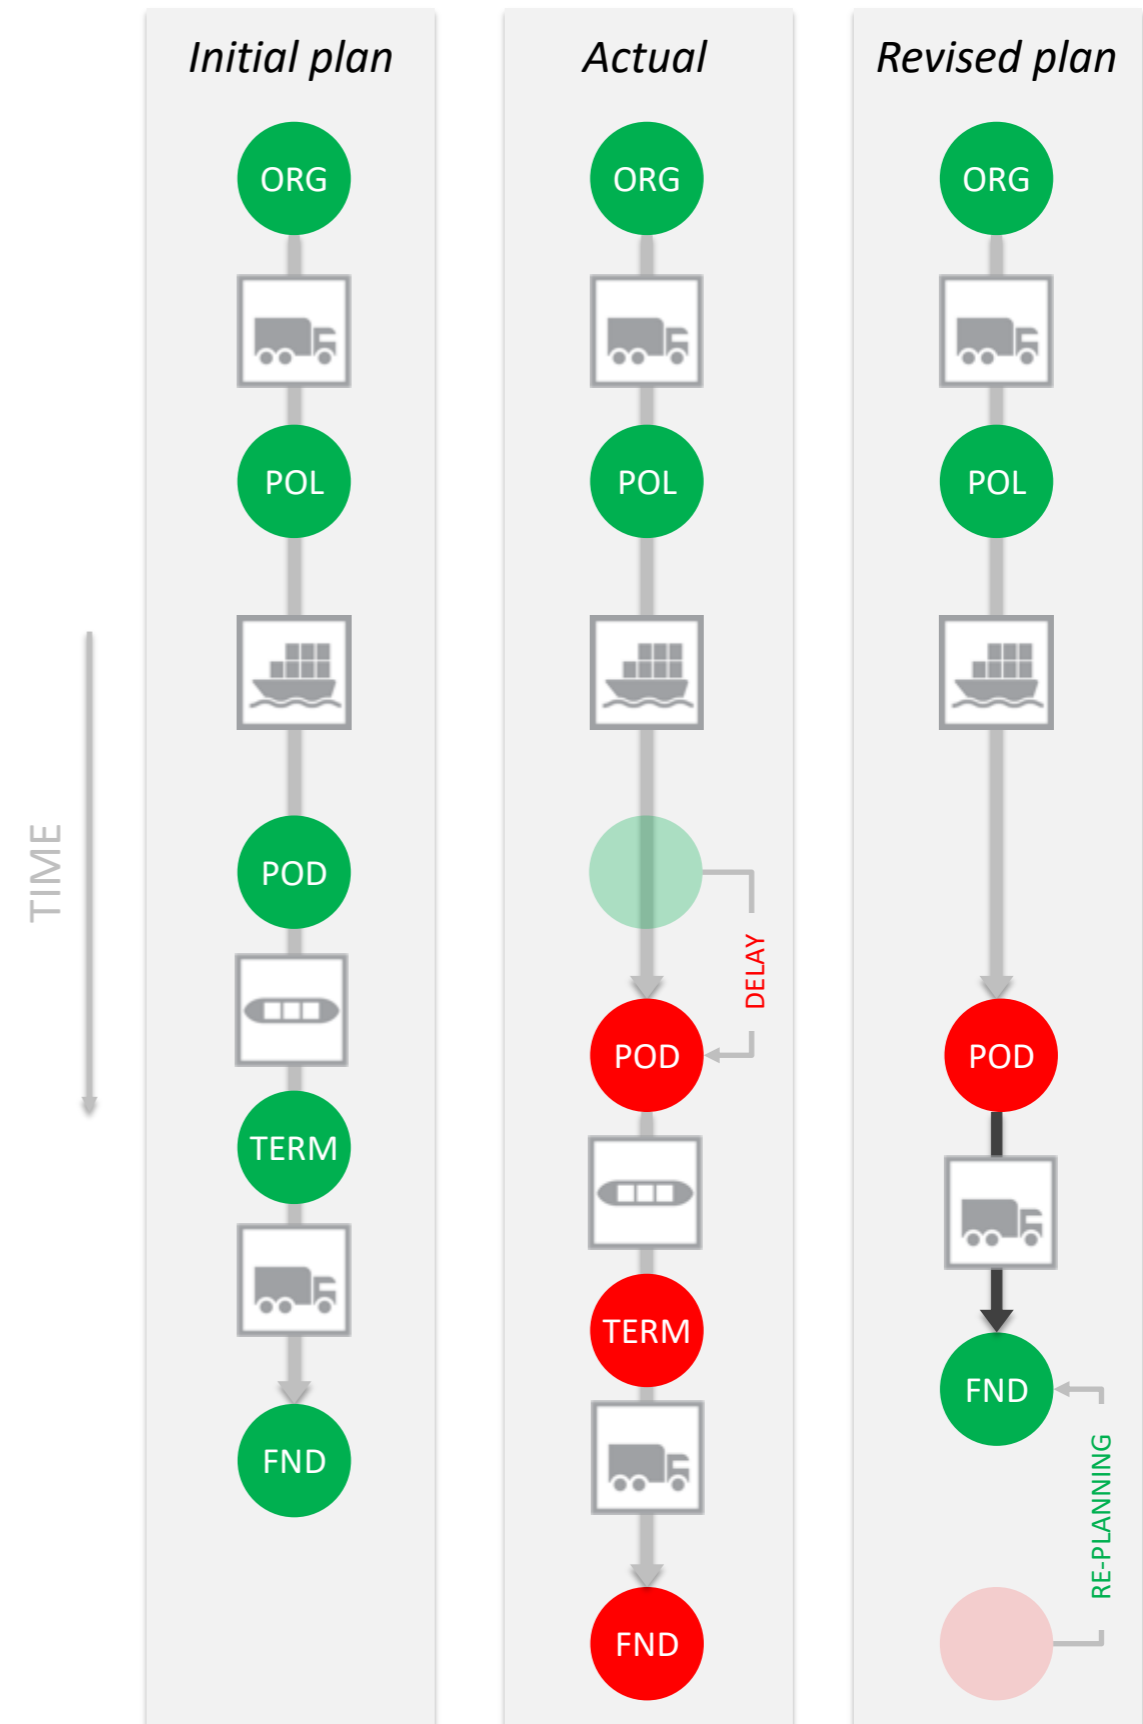 Initial plan
ORG
POL
POD
TERM
FND
TIME
Actual
ORG
POL
DELAY
POD
TERM
FND
Revised plan
ORG
POL
POD
FND
RE-PLANNING